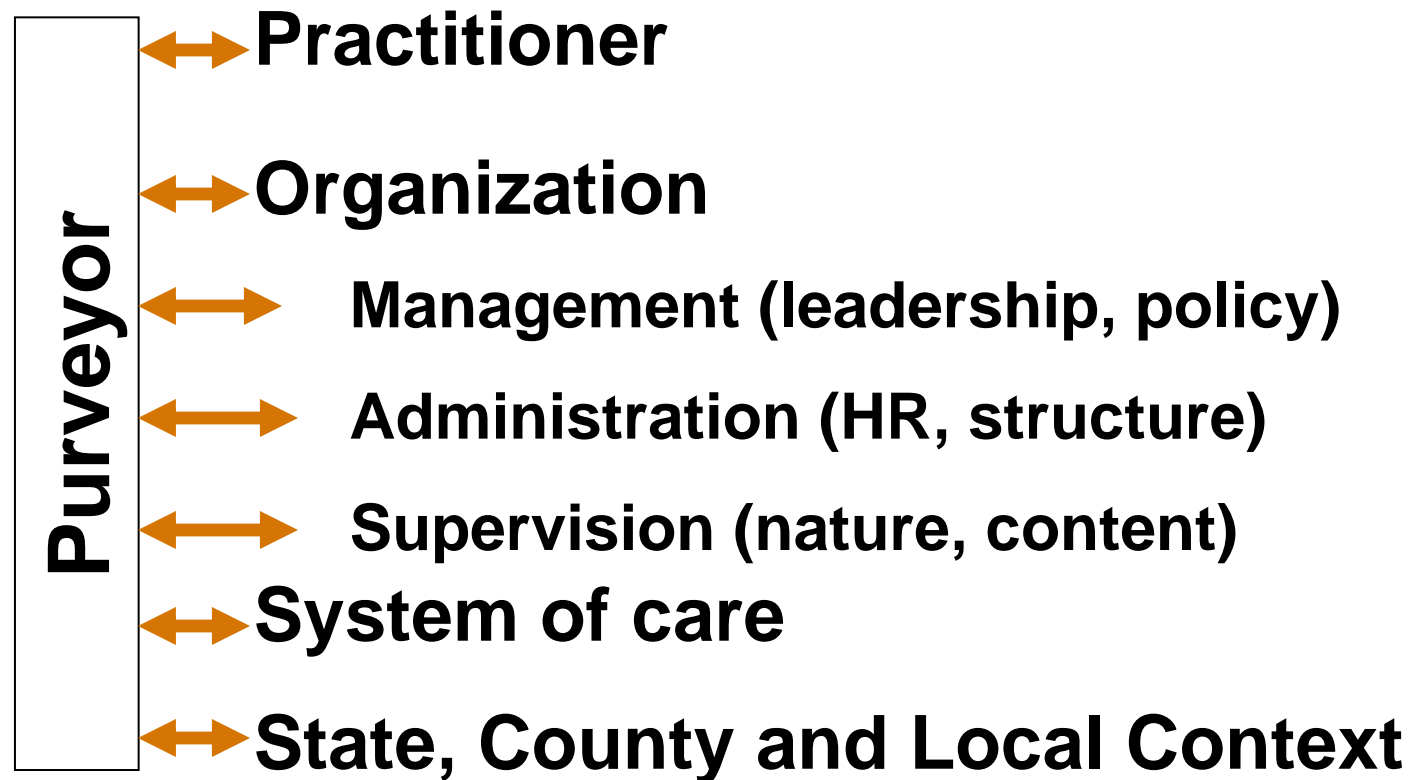 Purveyor
Practitioner
Organization
Management (leadership, policy)
Administration (HR, structure)
Supervision (nature, content)
System of care
State, County and Local Context